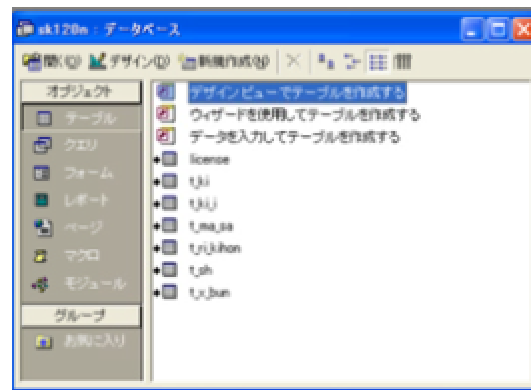 sk120n : データベース
開く(O) デザイン(D) 新規作成(N)
オブジェクト
テーブル
クエリ
フォーム
レポート
ページ
マクロ
モジュール
グループ
お気に入り
デザイン ビューでテーブルを作成する
ウィザードを使用してテーブルを作成する
データを入力してテーブルを作成する
license
t_ki
t_ki_i
t_ma_sa
t_ri_kihon
t_sh
t_v_bun